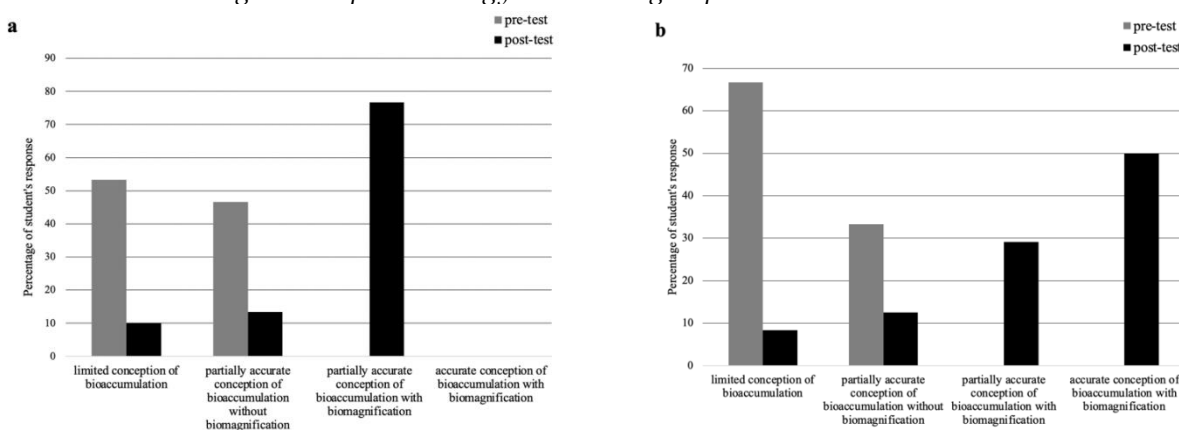 a
pre-test
post-test
Percentage of student's response
90
80
70
60
50
40
30
20
10
0
limited conception of
bioaccumulation
partially accurate
conception of
bioaccumulation
without
biomagnification
partially accurate
conception of
bioaccumulation with
biomagnification
accurate conception of
bioaccumulation with
biomagnification
b
pre-test
post-test
Percentage of student's response
70
60
50
40
30
20
10
0
limited conception of
bioaccumulation
partially accurate
conception of
bioaccumulation without
biomagnification
partially accurate
conception of
bioaccumulation with
biomagnification
accurate conception of
bioaccumulation with
biomagnification